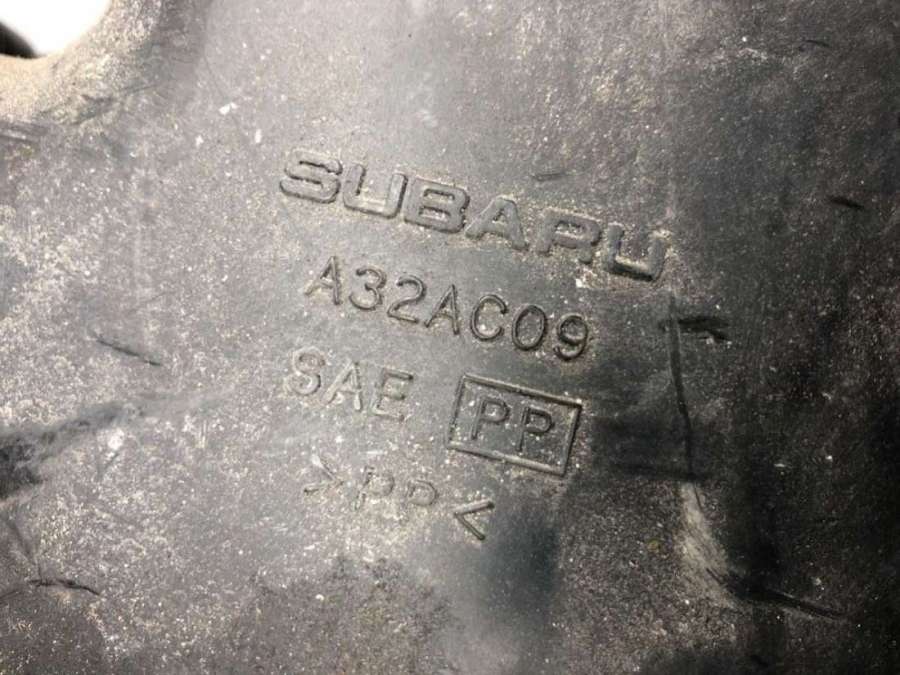 SUBARU
A32AC09
SAE PP
>PP<